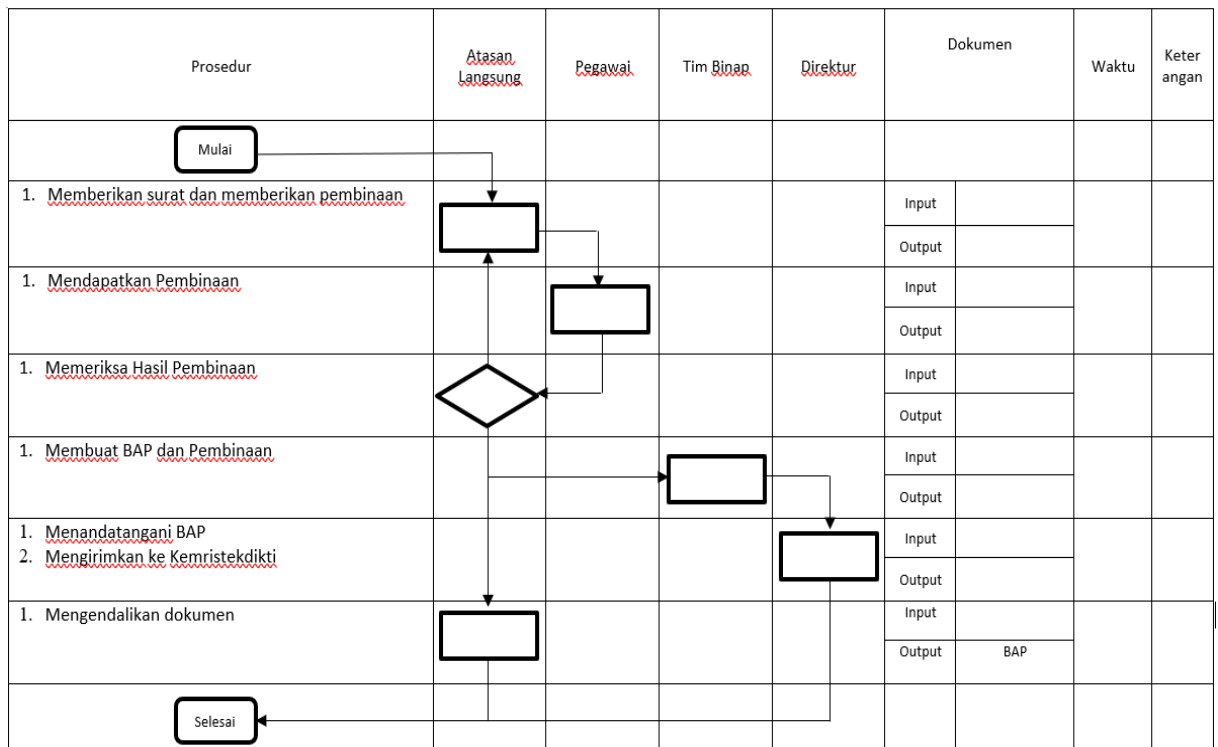 Prosedur
Atasan
Langsung
Pegawai
Tim Binap
Direktur
Dokumen
Waktu
Keter
angan
Mulai
1. Memberikan surat dan memberikan pembinaan
Input
Output
1. Mendapatkan Pembinaan
Input
Output
1. Memeriksa Hasil Pembinaan
Input
Output
1. Membuat BAP dan Pembinaan
Input
Output
1. Menandatangani BAP
2. Mengirimkan ke Kemristekdikti
Input
Output
1. Mengendalikan dokumen
Input
Output BAP
Selesai